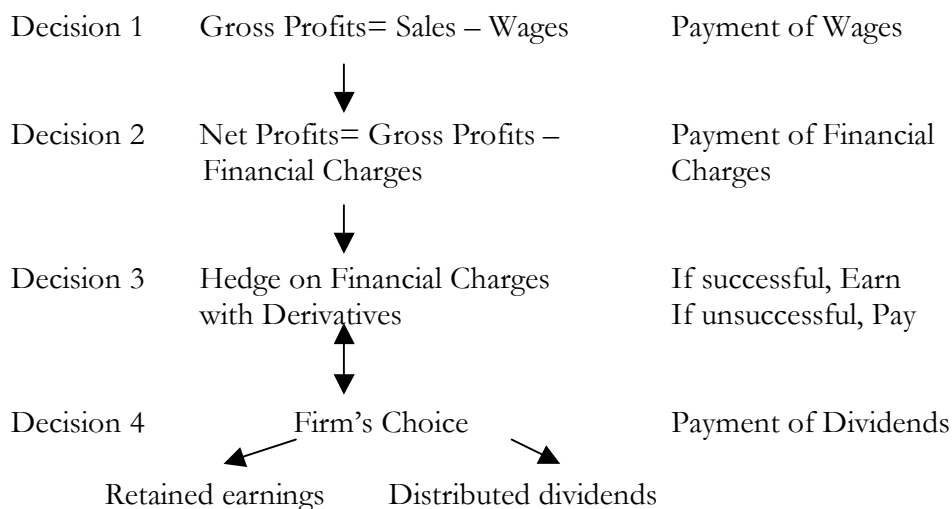 Decision 1 Gross Profits= Sales – Wages Payment of Wages
Decision 2 Net Profits= Gross Profits – Payment of Financial
Financial Charges Charges
Decision 3 Hedge on Financial Charges If successful, Earn
with Derivatives If unsuccessful, Pay
Decision 4 Firm’s Choice Payment of Dividends
Retained earnings Distributed dividends